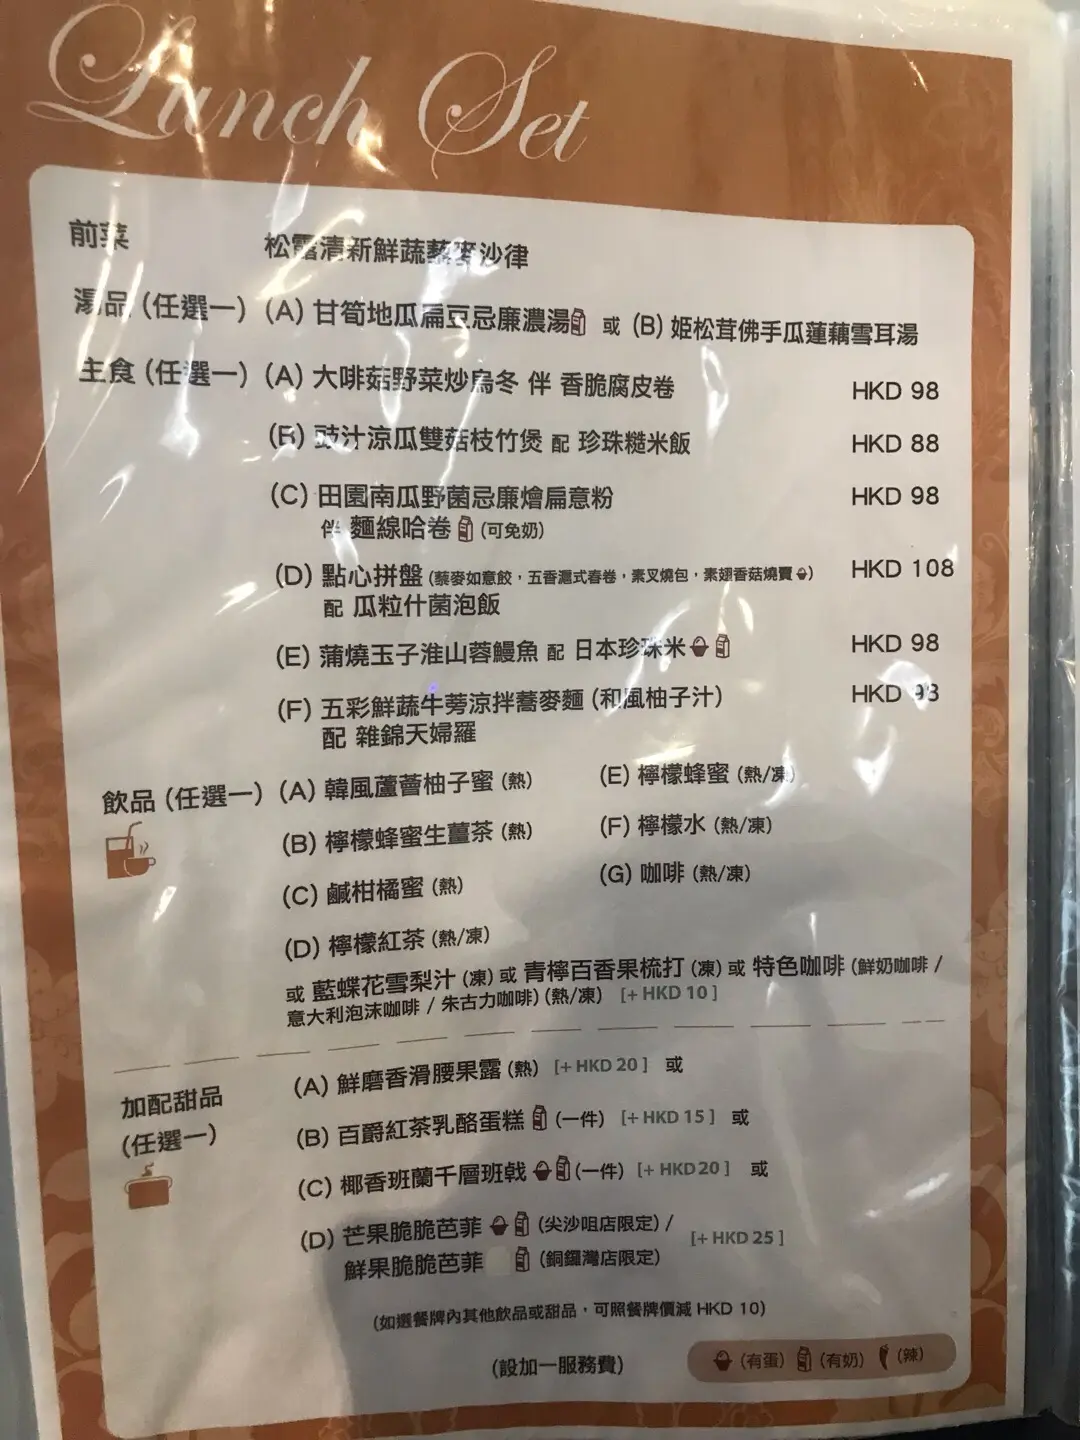 Lunch Set
前菜 松露清新鮮蔬藜麥沙律
湯品 (任選一) (A) 甘筍地瓜扁豆忌廉濃湯 或 (B) 姬松茸佛手瓜蓮藕雪耳湯
主食 (任選一) (A) 大啡菇野菜炒烏冬 伴 香脆腐皮卷 HKD 98
(B) 豉汁涼瓜雙菇枝竹煲 配 珍珠糙米飯 HKD 88
(C) 田園南瓜野菌忌廉燴扁意粉 HKD 98
伴 麵線哈卷 (可免奶)
(D) 點心拼盤 (藜麥如意餃，五香滬式春卷，素叉燒包，素翅香菇燒賣) HKD 108
配 瓜粒什菌泡飯
(E) 蒲燒玉子淮山蓉鰻魚 配 日本珍珠米 HKD 98
(F) 五彩鮮蔬牛蒡涼拌蕎麥麵 (和風柚子汁) HKD 98
配 雜錦天婦羅
飲品 (任選一) (A) 韓風蘆薈柚子蜜 (熱) (E) 檸檬蜂蜜 (熱/凍)
(B) 檸檬蜂蜜生薑茶 (熱) (F) 檸檬水 (熱/凍)
(C) 鹹柑橘蜜 (熱) (G) 咖啡 (熱/凍)
(D) 檸檬紅茶 (熱/凍)
或 藍蝶花雪梨汁 (凍) 或 青檸百香果梳打 (凍) 或 特色咖啡 (鮮奶咖啡 /
意大利泡沫咖啡 / 朱古力咖啡) (熱/凍) [+ HKD 10 ]
加配甜品 (A) 鮮磨香滑腰果露 (熱) [+ HKD 20 ] 或
(任選一) (B) 百爵紅茶乳酪蛋糕 (一件) [+ HKD 15 ] 或
(C) 椰香班蘭千層班戟 (一件) [+ HKD 20 ] 或
(D) 芒果脆脆芭菲 (尖沙咀店限定) / [+ HKD 25 ]
鮮果脆脆芭菲 (銅鑼灣店限定)
(如選餐牌內其他飲品或甜品，可照餐牌價減 HKD 10)
(設加一服務費) (有蛋) (有奶) (辣)